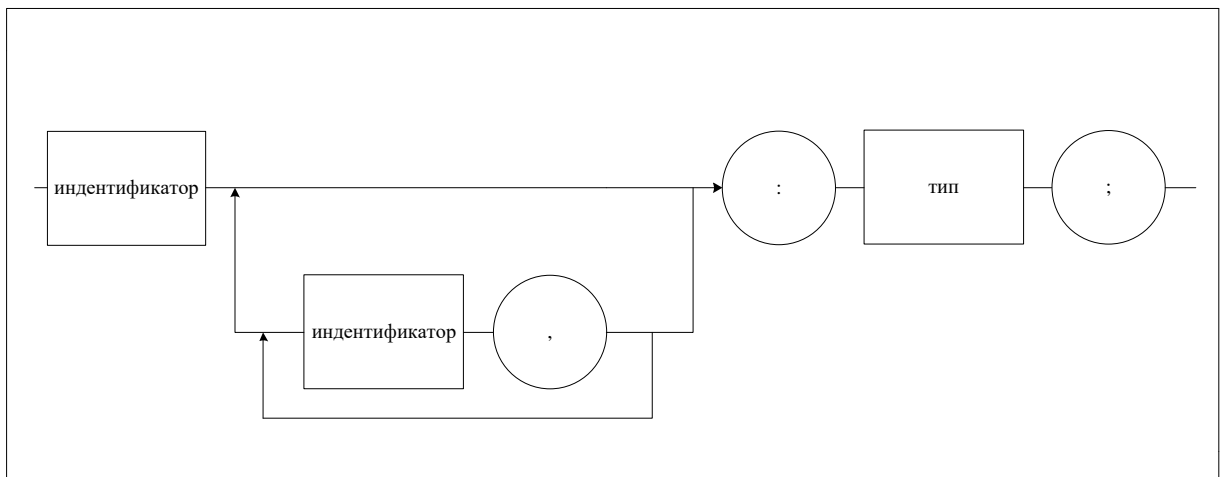 индентификатор
:
тип
;
индентификатор
,